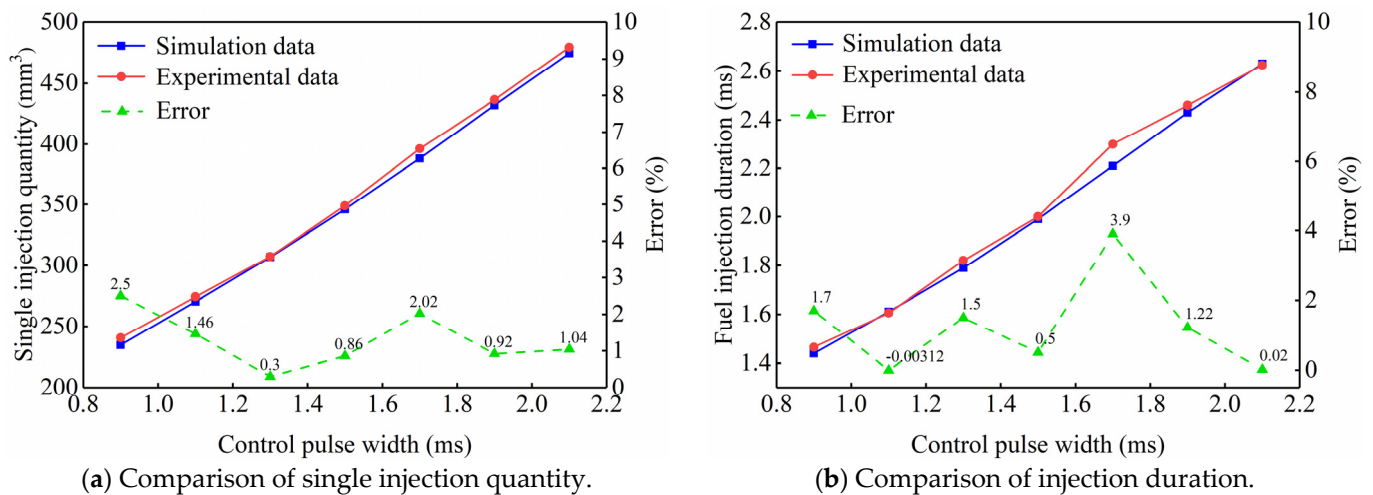 Single injection quantity (mm³)
500
450
400
350
300
250
200
Simulation data
Experimental data
Error
2.5
1.46
0.3
0.86
2.02
0.92
1.04
10
9
8
7
6
5
4
3
2
1
0
Error (%)
0.8 1.0 1.2 1.4 1.6 1.8 2.0 2.2
Control pulse width (ms)
(a) Comparison of single injection quantity.
Fuel injection duration (ms)
2.8
2.6
2.4
2.2
2.0
1.8
1.6
1.4
Simulation data
Experimental data
Error
1.7
-0.00312
1.5
0.5
3.9
1.22
0.02
10
8
6
4
2
0
Error (%)
0.8 1.0 1.2 1.4 1.6 1.8 2.0 2.2
Control pulse width (ms)
(b) Comparison of injection duration.